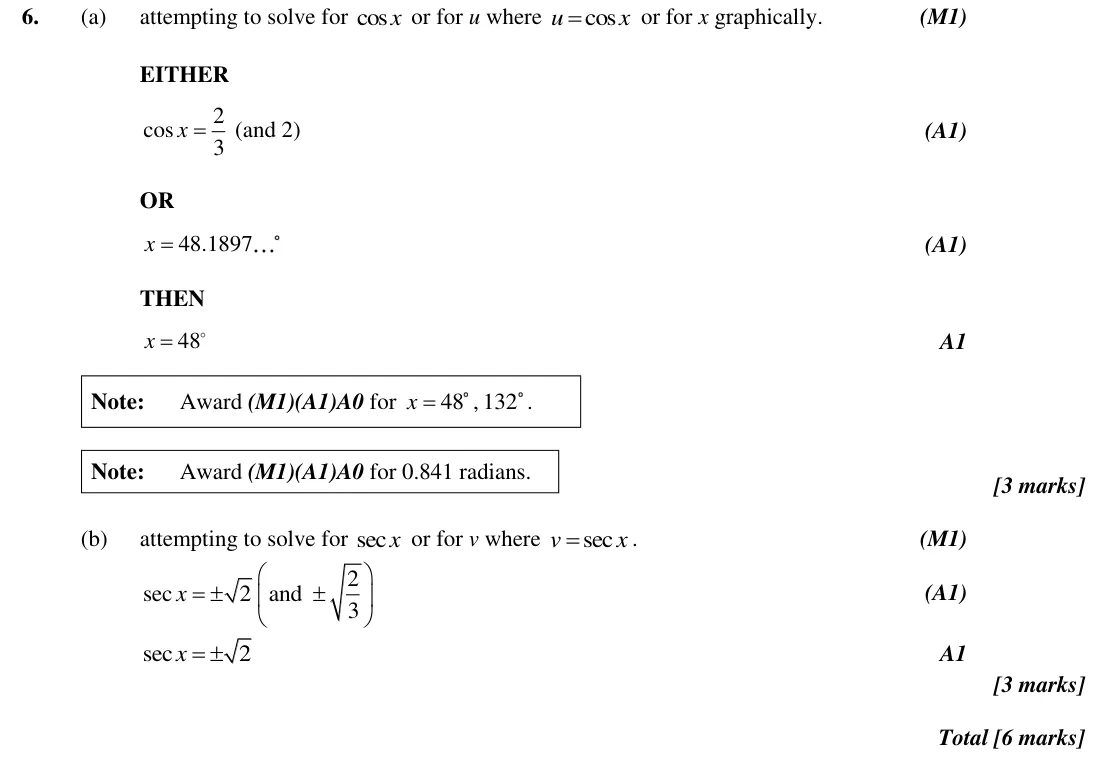 6. (a) attempting to solve for cos x or for u where u = cos x or for x graphically. (M1)
EITHER
cos x = 2/3 (and 2) (A1)
OR
x = 48.1897…° (A1)
THEN
x = 48° A1
Note: Award (M1)(A1)A0 for x = 48°, 132°.
Note: Award (M1)(A1)A0 for 0.841 radians.
[3 marks]
(b) attempting to solve for sec x or for v where v = sec x. (M1)
sec x = ±√2 (and ±√(2/3)) (A1)
sec x = ±√2 A1
[3 marks]
Total [6 marks]